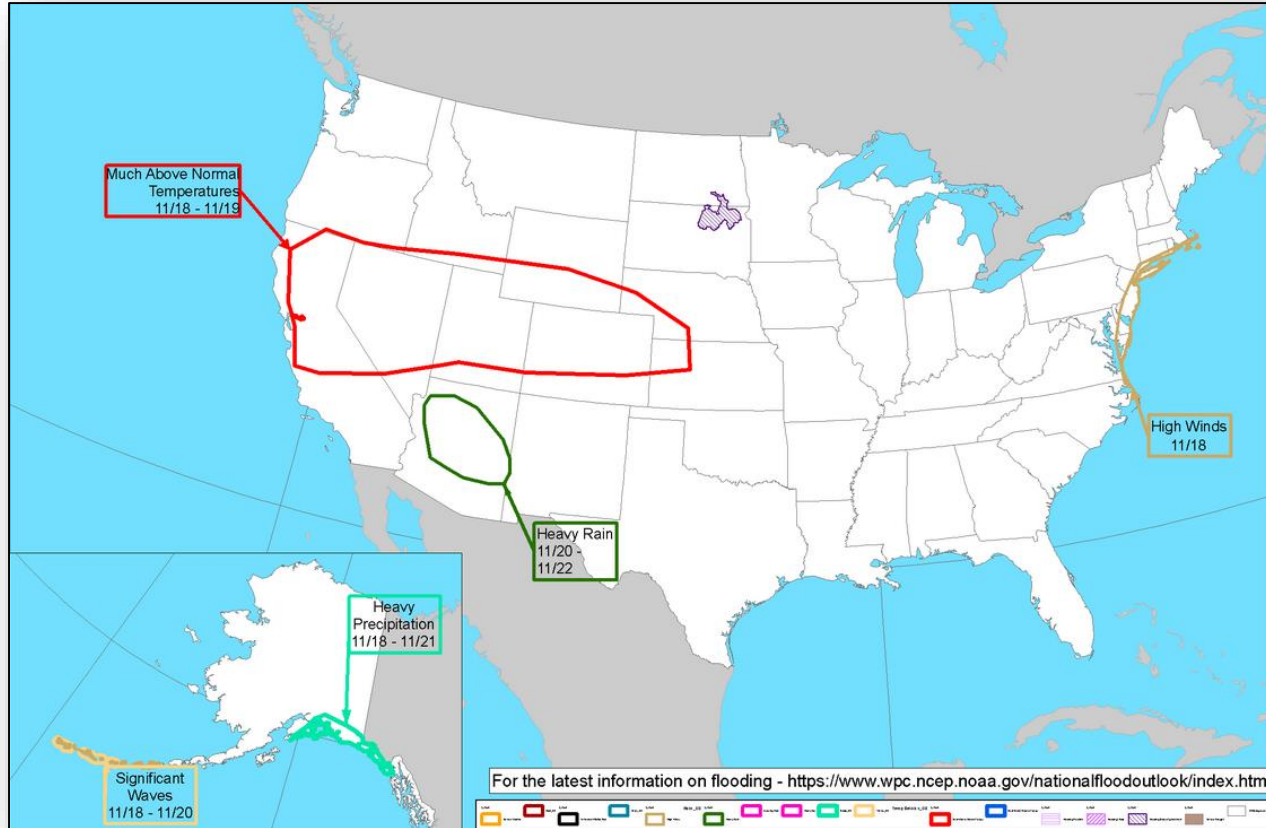 Much Above Normal
Temperatures
11/18 - 11/19
High Winds
11/18
Heavy Rain
11/20 -
11/22
Heavy
Precipitation
11/18 - 11/21
Significant
Waves
11/18 - 11/20
For the latest information on flooding - https://www.wpc.ncep.noaa.gov/nationalfloodoutlook/index.htm